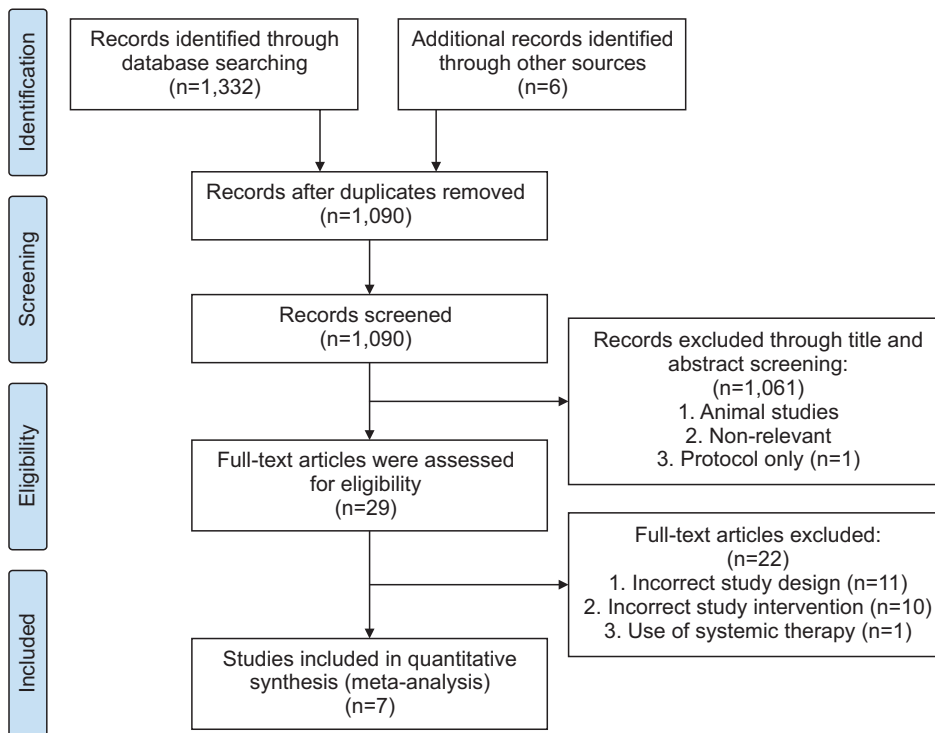 Identification
Records identified through
database searching
(n=1,332)
Additional records identified
through other sources
(n=6)
Records after duplicates removed
(n=1,090)
Screening
Records screened
(n=1,090)
Records excluded through title and
abstract screening:
(n=1,061)
1. Animal studies
2. Non-relevant
3. Protocol only (n=1)
Eligibility
Full-text articles were assessed
for eligibility
(n=29)
Full-text articles excluded:
(n=22)
1. Incorrect study design (n=11)
2. Incorrect study intervention (n=10)
3. Use of systemic therapy (n=1)
Included
Studies included in quantitative
synthesis (meta-analysis)
(n=7)